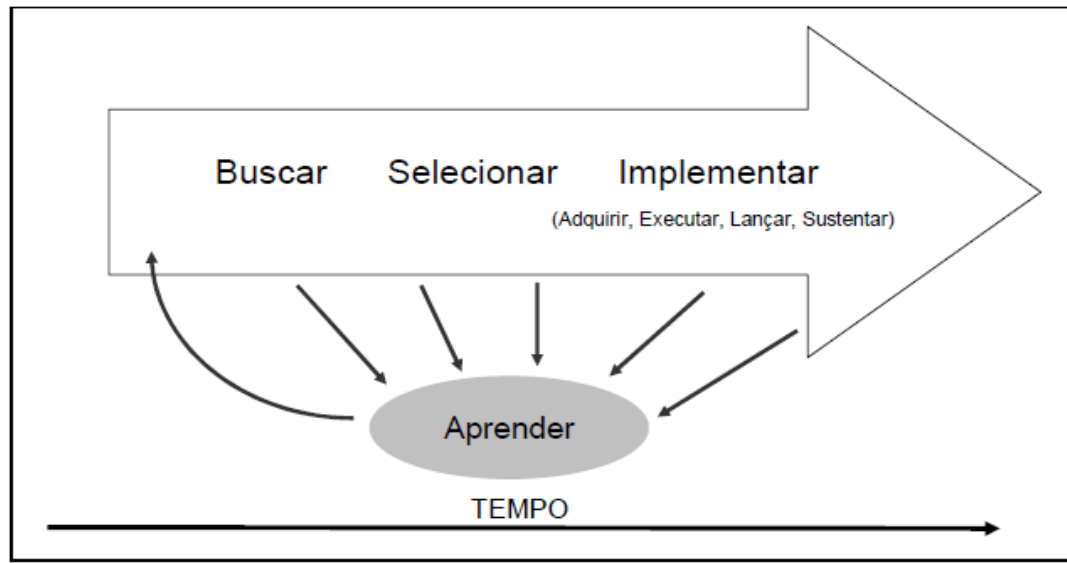 Buscar Selecionar Implementar
(Adquirir, Executar, Lançar, Sustentar)
Aprender
TEMPO